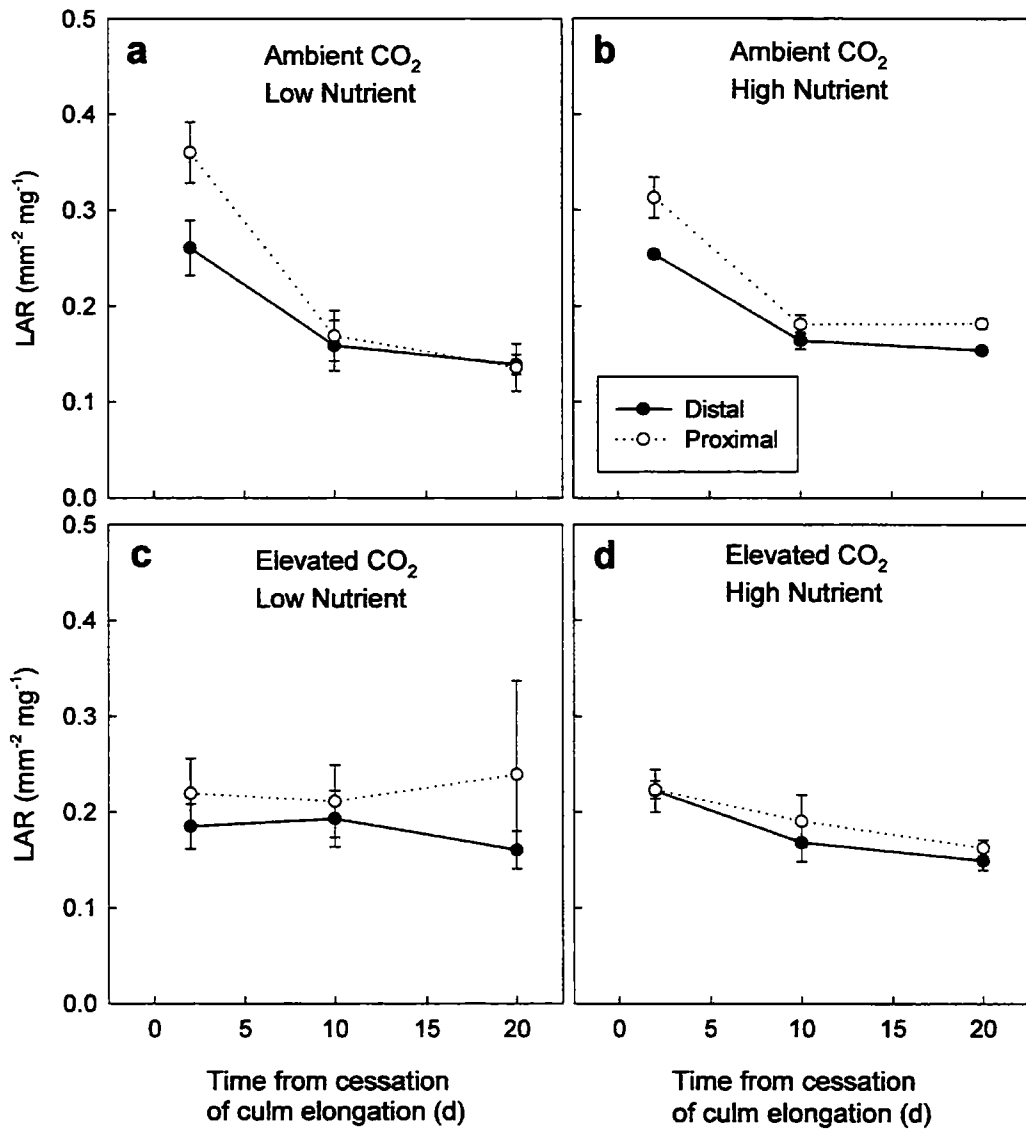 a
Ambient CO₂
Low Nutrient
b
Ambient CO₂
High Nutrient
LAR (mm⁻² mg⁻¹)
0.5
0.4
0.3
0.2
0.1
0.0
Distal
Proximal
c
Elevated CO₂
Low Nutrient
d
Elevated CO₂
High Nutrient
LAR (mm⁻² mg⁻¹)
0.5
0.4
0.3
0.2
0.1
0.0
0 5 10 15 20
0 5 10 15 20
Time from cessation
of culm elongation (d)
Time from cessation
of culm elongation (d)